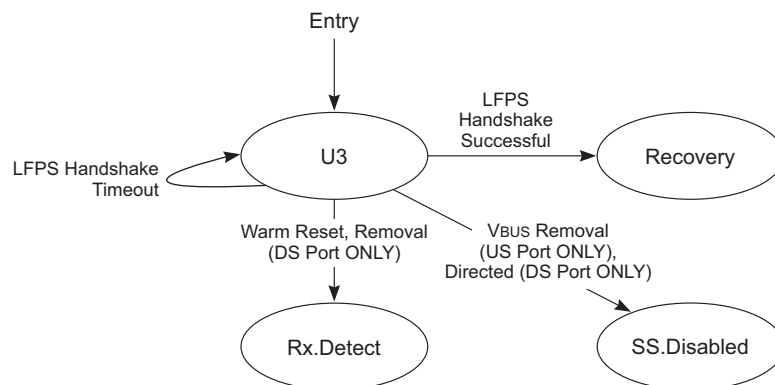 Entry
LFPS
Handshake
Successful
U3
Recovery
LFPS Handshake
Timeout
Warm Reset, Removal
(DS Port ONLY)
VBUS Removal
(US Port ONLY),
Directed (DS Port ONLY)
Rx.Detect
SS.Disabled